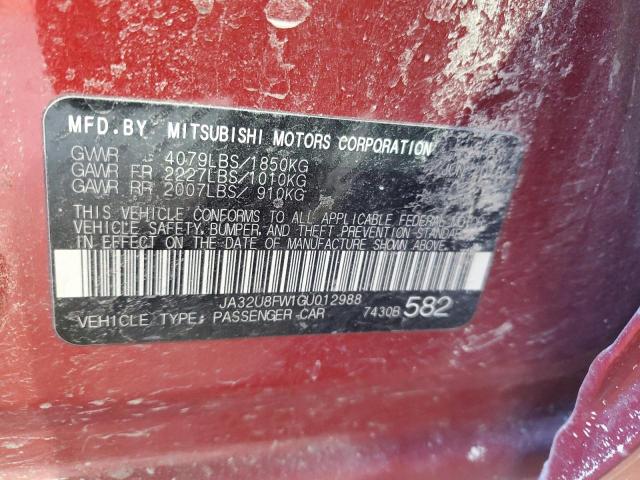 MFD.BY MITSUBISHI MOTORS CORPORATION
GVWR 4079LBS/1850KG
GAWR FR 2227LBS/1010KG
GAWR RR 2007LBS/ 910KG
THIS VEHICLE CONFORMS TO ALL APPLICABLE FEDERAL MOTOR
VEHICLE SAFETY, BUMPER, AND THEFT PREVENTION STANDARDS
IN EFFECT ON THE DATE OF MANUFACTURE SHOWN ABOVE.
JA32U8FW1GU012988
VEHICLE TYPE: PASSENGER CAR 7430B 582